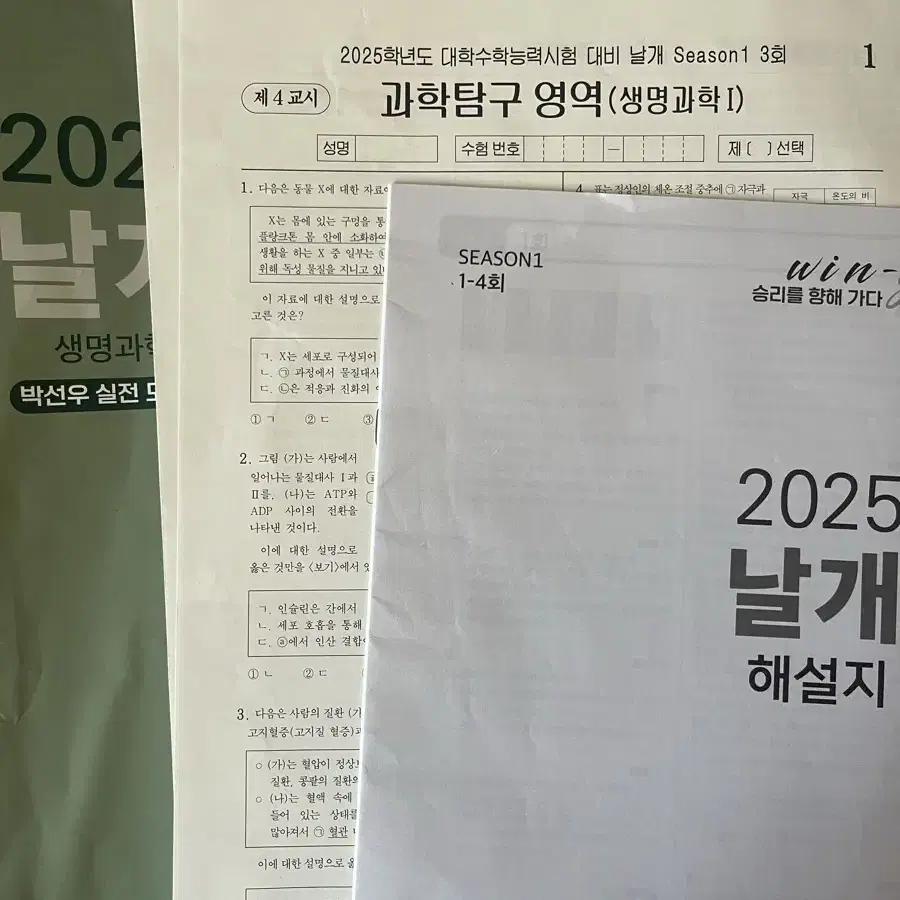 202
날개
생명과학
박선우 실전
2025학년도 대학수학능력시험 대비 날개 Season1 3회
1
제 4 교시
과학탐구 영역(생명과학 I)
성명
수험 번호
제 ( ) 선택
1. 다음은 동물 X에 대한 자료
X는 몸에 있는 구멍을 통
플랑크톤 몸 안에 소화하여
생활을 하는 X 중 일부는 ㉡
위해 독성 물질을 지니고 있
이 자료에 대한 설명으로
고른 것은?
ㄱ. X는 세포로 구성되어
ㄴ. ㉠ 과정에서 물질대사
ㄷ. ㉡은 적응과 진화의
① ㄱ ② ㄷ ③
2. 그림 (가)는 사람에서
일어나는 물질대사 I과
II를, (나)는 ATP와
ADP 사이의 전환을
나타낸 것이다.
이에 대한 설명으로
옳은 것만을 <보기>에서 있
ㄱ. 인슐린은 간에서
ㄴ. 세포 호흡을 통해
ㄷ. ⓐ에서 인산 결합
① ㄴ ② ㄷ
3. 다음은 사람의 질환 (가
고지혈증(고지질 혈증)과
○ (가)는 혈압이 정상
질환, 콩팥의 질환
○ (나)는 혈액 속에
들어 있는 상태를
많아져서 ㉠ 혈관
이에 대한 설명으로 옳
4. 표는 정상인의 체온 조절 중추에 ㉠ 자극과
자극
온도의 비
SEASON1
1-4회
win-
승리를 향해 가다
2025
날개
해설지